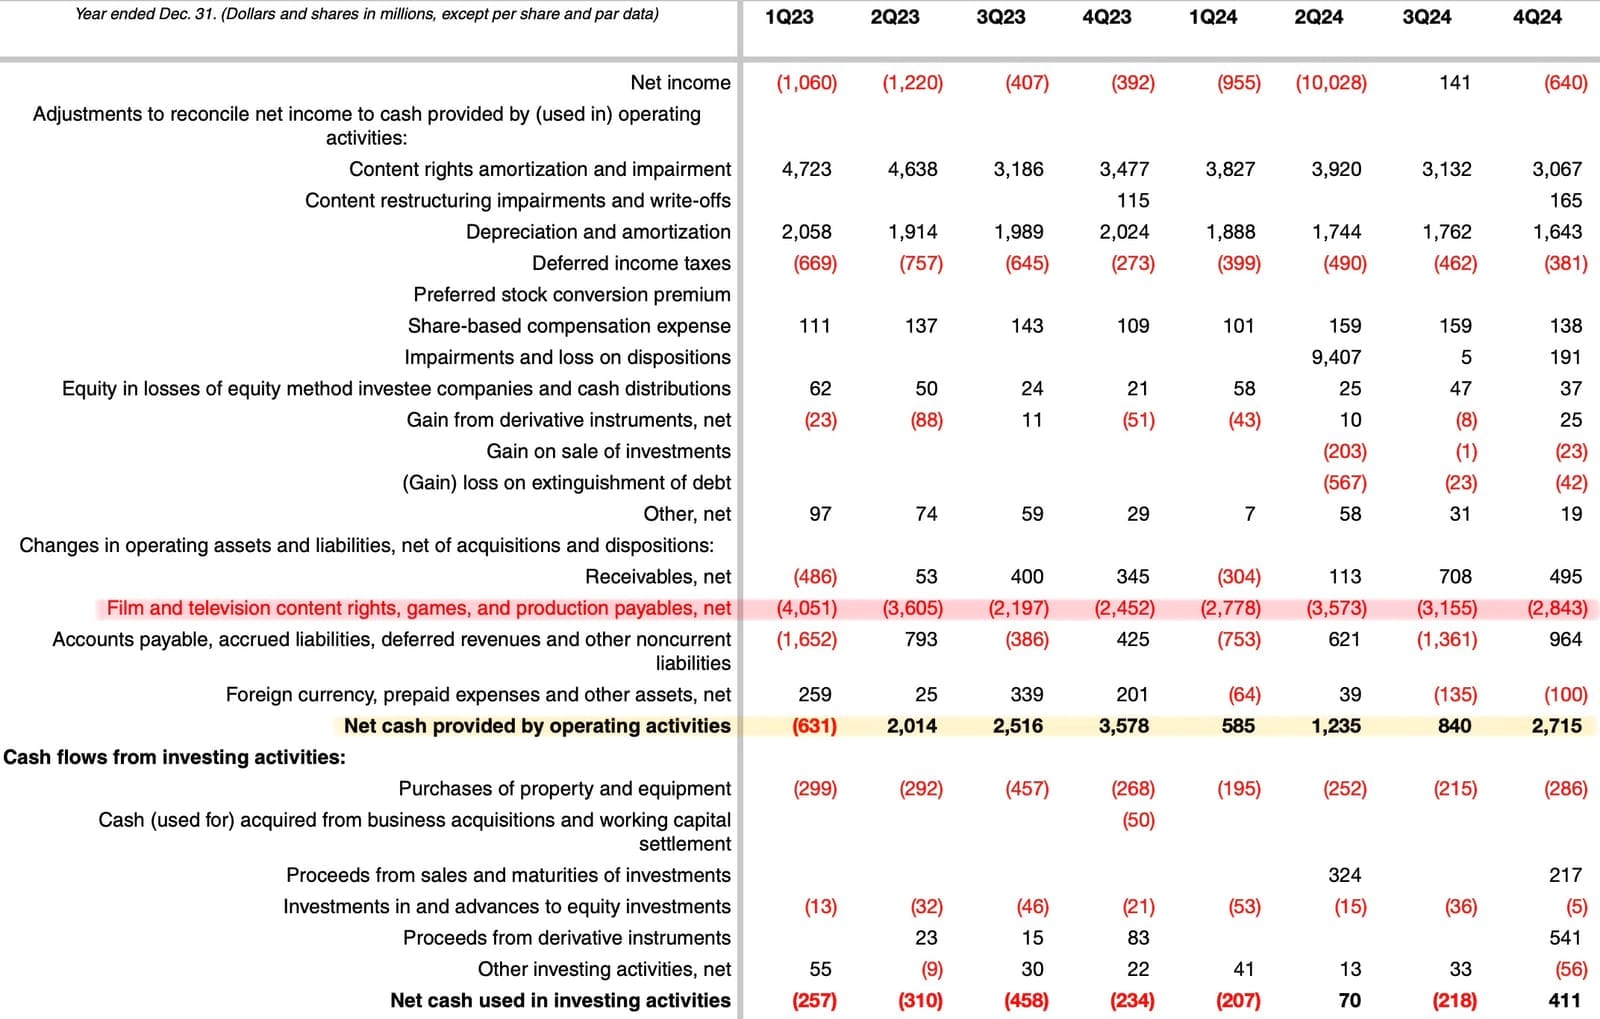 Year ended Dec. 31. (Dollars and shares in millions, except per share and par data) 1Q23 2Q23 3Q23 4Q23 1Q24 2Q24 3Q24 4Q24
Net income (1,060) (1,220) (407) (392) (955) (10,028) 141 (640)
Adjustments to reconcile net income to cash provided by (used in) operating
activities:
Content rights amortization and impairment 4,723 4,638 3,186 3,477 3,827 3,920 3,132 3,067
Content restructuring impairments and write-offs 115 165
Depreciation and amortization 2,058 1,914 1,989 2,024 1,888 1,744 1,762 1,643
Deferred income taxes (669) (757) (645) (273) (399) (490) (462) (381)
Preferred stock conversion premium
Share-based compensation expense 111 137 143 109 101 159 159 138
Impairments and loss on dispositions 9,407 5 191
Equity in losses of equity method investee companies and cash distributions 62 50 24 21 58 25 47 37
Gain from derivative instruments, net (23) (88) 11 (51) (43) 10 (8) 25
Gain on sale of investments (203) (1) (23)
(Gain) loss on extinguishment of debt (567) (23) (42)
Other, net 97 74 59 29 7 58 31 19
Changes in operating assets and liabilities, net of acquisitions and dispositions:
Receivables, net (486) 53 400 345 (304) 113 708 495
Film and television content rights, games, and production payables, net (4,051) (3,605) (2,197) (2,452) (2,778) (3,573) (3,155) (2,843)
Accounts payable, accrued liabilities, deferred revenues and other noncurrent (1,652) 793 (386) 425 (753) 621 (1,361) 964
liabilities
Foreign currency, prepaid expenses and other assets, net 259 25 339 201 (64) 39 (135) (100)
Net cash provided by operating activities (631) 2,014 2,516 3,578 585 1,235 840 2,715
Cash flows from investing activities:
Purchases of property and equipment (299) (292) (457) (268) (195) (252) (215) (286)
Cash (used for) acquired from business acquisitions and working capital (50)
settlement
Proceeds from sales and maturities of investments 324 217
Investments in and advances to equity investments (13) (32) (46) (21) (53) (15) (36) (5)
Proceeds from derivative instruments 23 15 83 541
Other investing activities, net 55 (9) 30 22 41 13 33 (56)
Net cash used in investing activities (257) (310) (458) (234) (207) 70 (218) 411